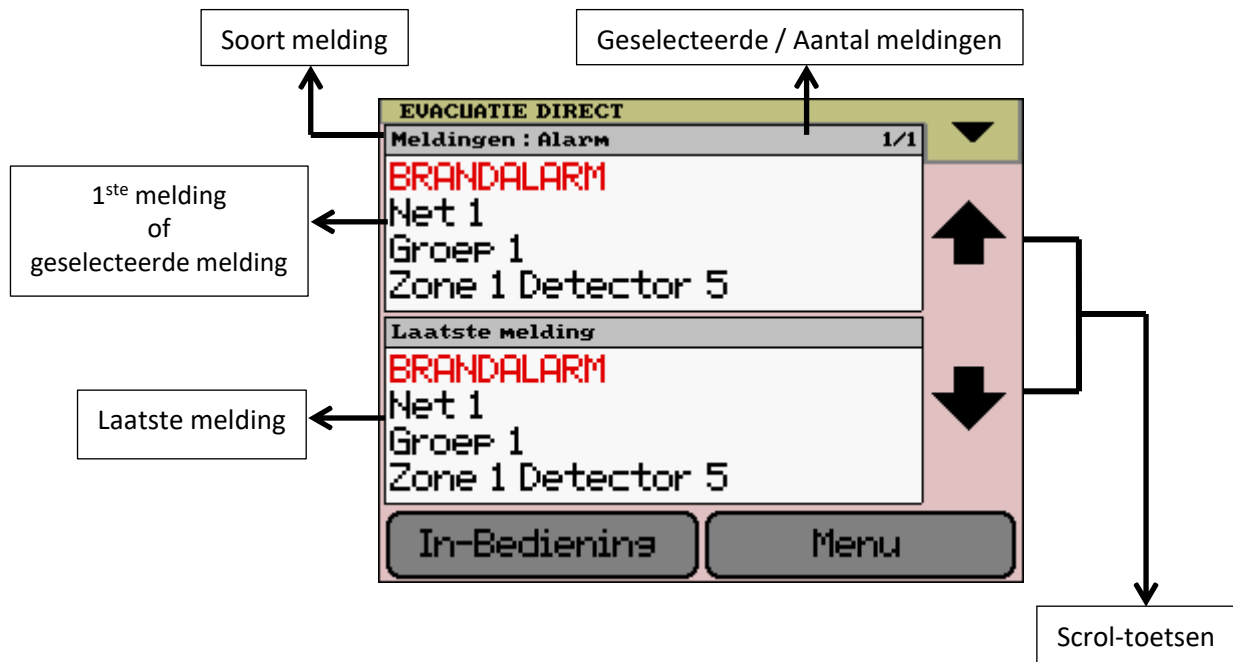 Soort melding
Geselecteerde / Aantal meldingen
EVACUATIE DIRECT
Meldingen : Alarm 1/1
BRANDALARM
Net 1
Groep 1
Zone 1 Detector 5
1ste melding
of
geselecteerde melding
Laatste melding
BRANDALARM
Net 1
Groep 1
Zone 1 Detector 5
Laatste melding
In-Bediening
Menu
Scrol-toetsen